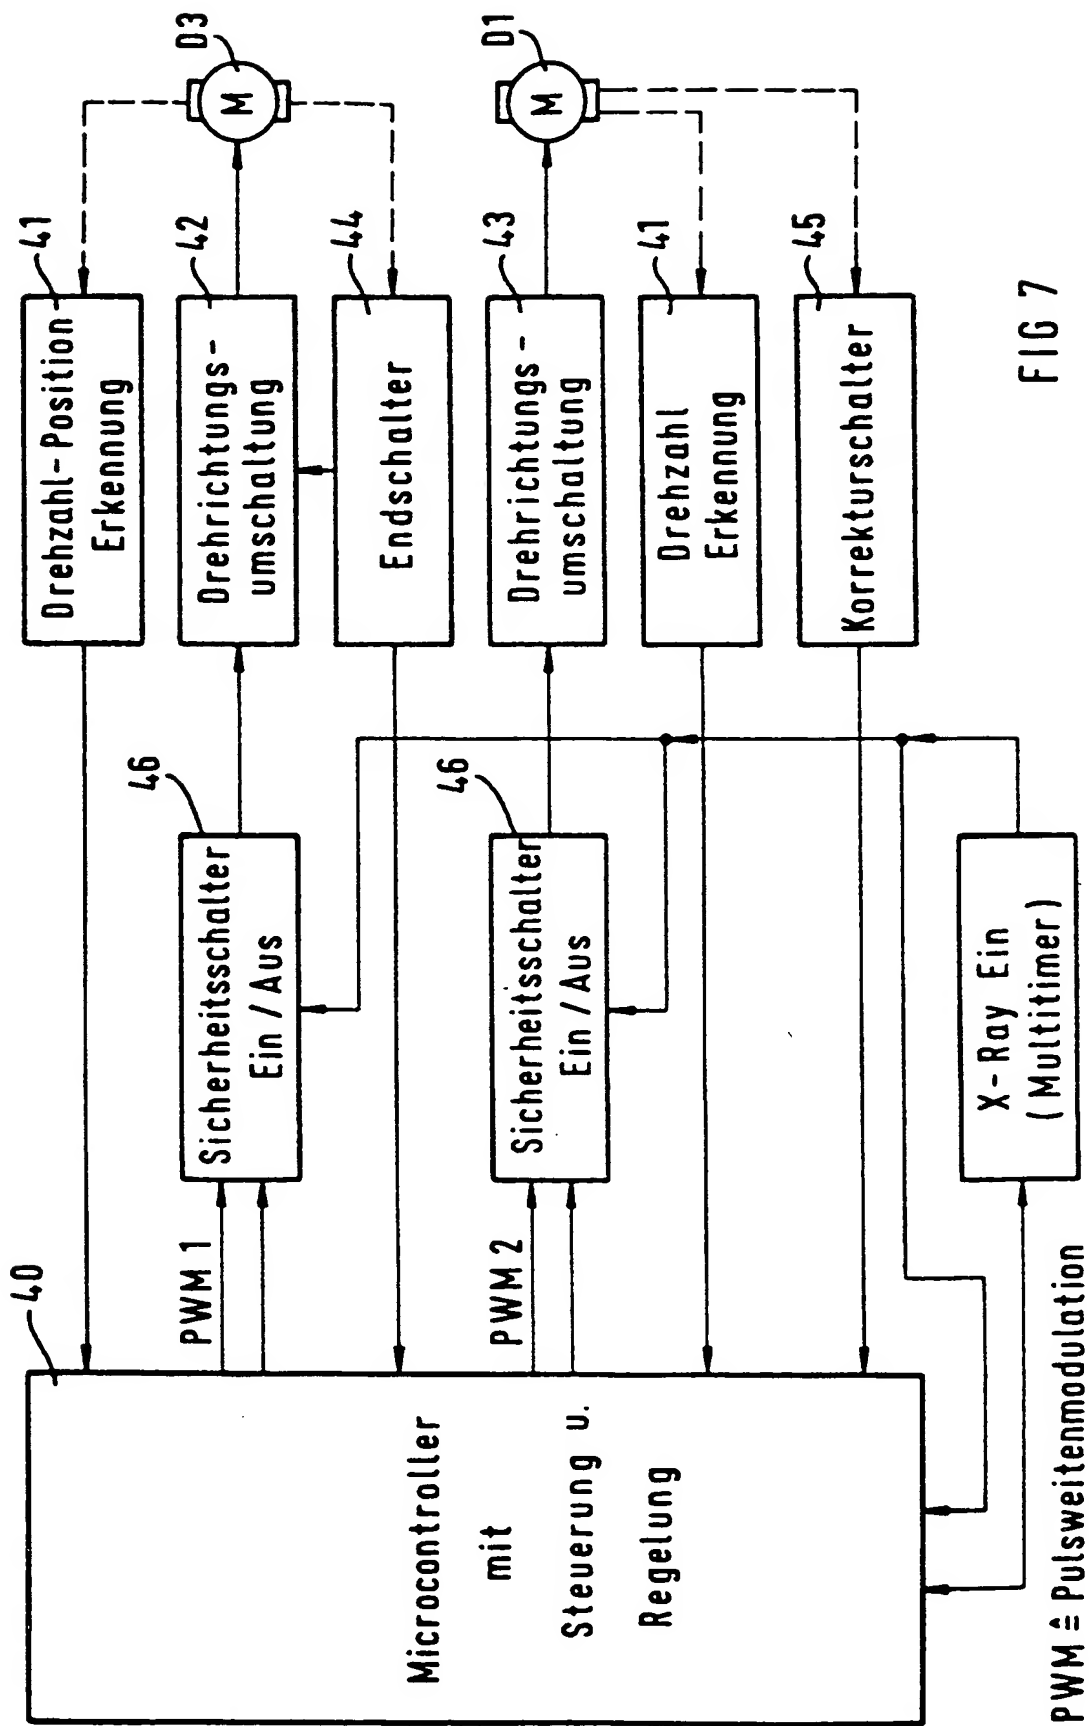 40
Microcontroller
mit
Steuerung u.
Regelung
PWM 1
46
Sicherheitsschalter
Ein / Aus
PWM 2
46
Sicherheitsschalter
Ein / Aus
X-Ray Ein
(Multitimer)
41
Drehzahl-Position
Erkennung
42
Drehrichtungs-
umschaltung
44
Endschalter
43
Drehrichtungs-
umschaltung
41
Drehzahl
Erkennung
45
Korrekturschalter
D3
M
D1
M
PWM ≙ Pulsweitenmodulation
FIG 7